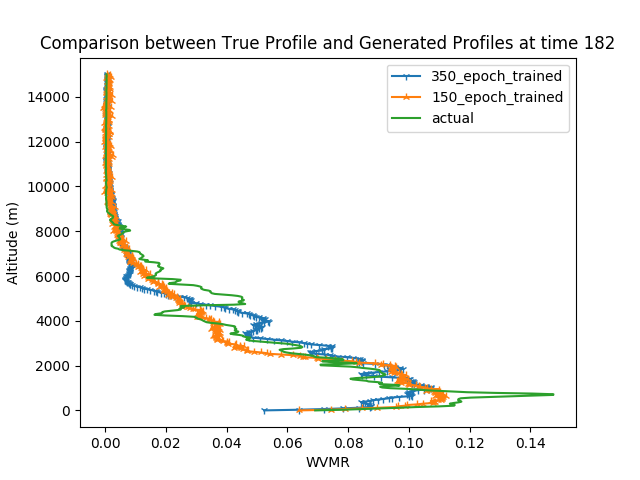 Comparison between True Profile and Generated Profiles at time 182
350_epoch_trained
150_epoch_trained
actual
14000
12000
10000
8000
6000
4000
2000
0
Altitude (m)
0.00 0.02 0.04 0.06 0.08 0.10 0.12 0.14
WVMR